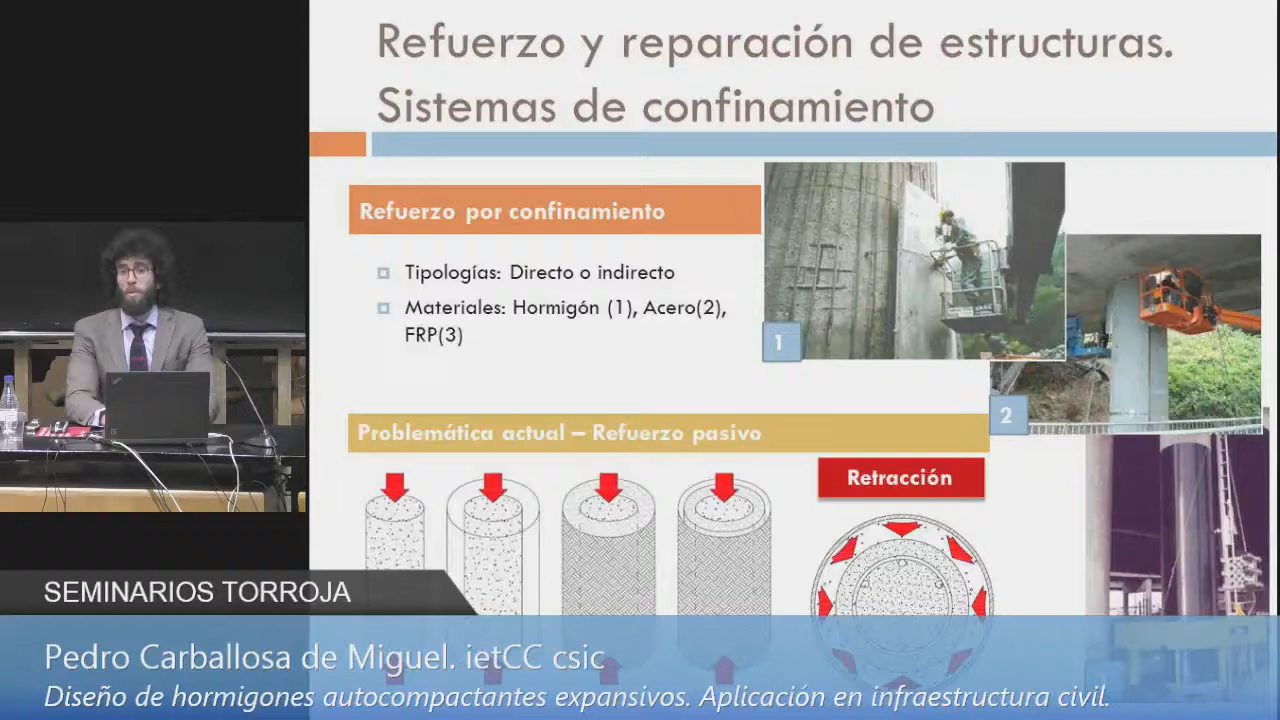 Refuerzo y reparación de estructuras.
Sistemas de confinamiento
Refuerzo por confinamiento
Tipologías: Directo o indirecto
Materiales: Hormigón (1), Acero(2),
FRP(3)
1
2
Problemática actual – Refuerzo pasivo
Retracción
SEMINARIOS TORROJA
Pedro Carballosa de Miguel. ietCC csic
Diseño de hormigones autocompactantes expansivos. Aplicación en infraestructura civil.